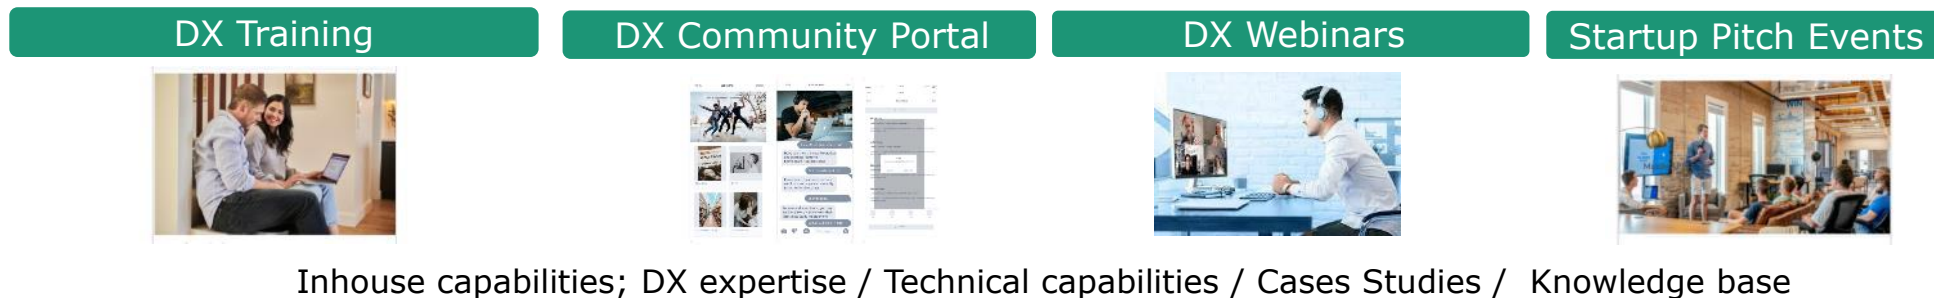 DX Training
DX Community Portal
DX Webinars
Startup Pitch Events
Inhouse capabilities; DX expertise / Technical capabilities / Cases Studies /  Knowledge base